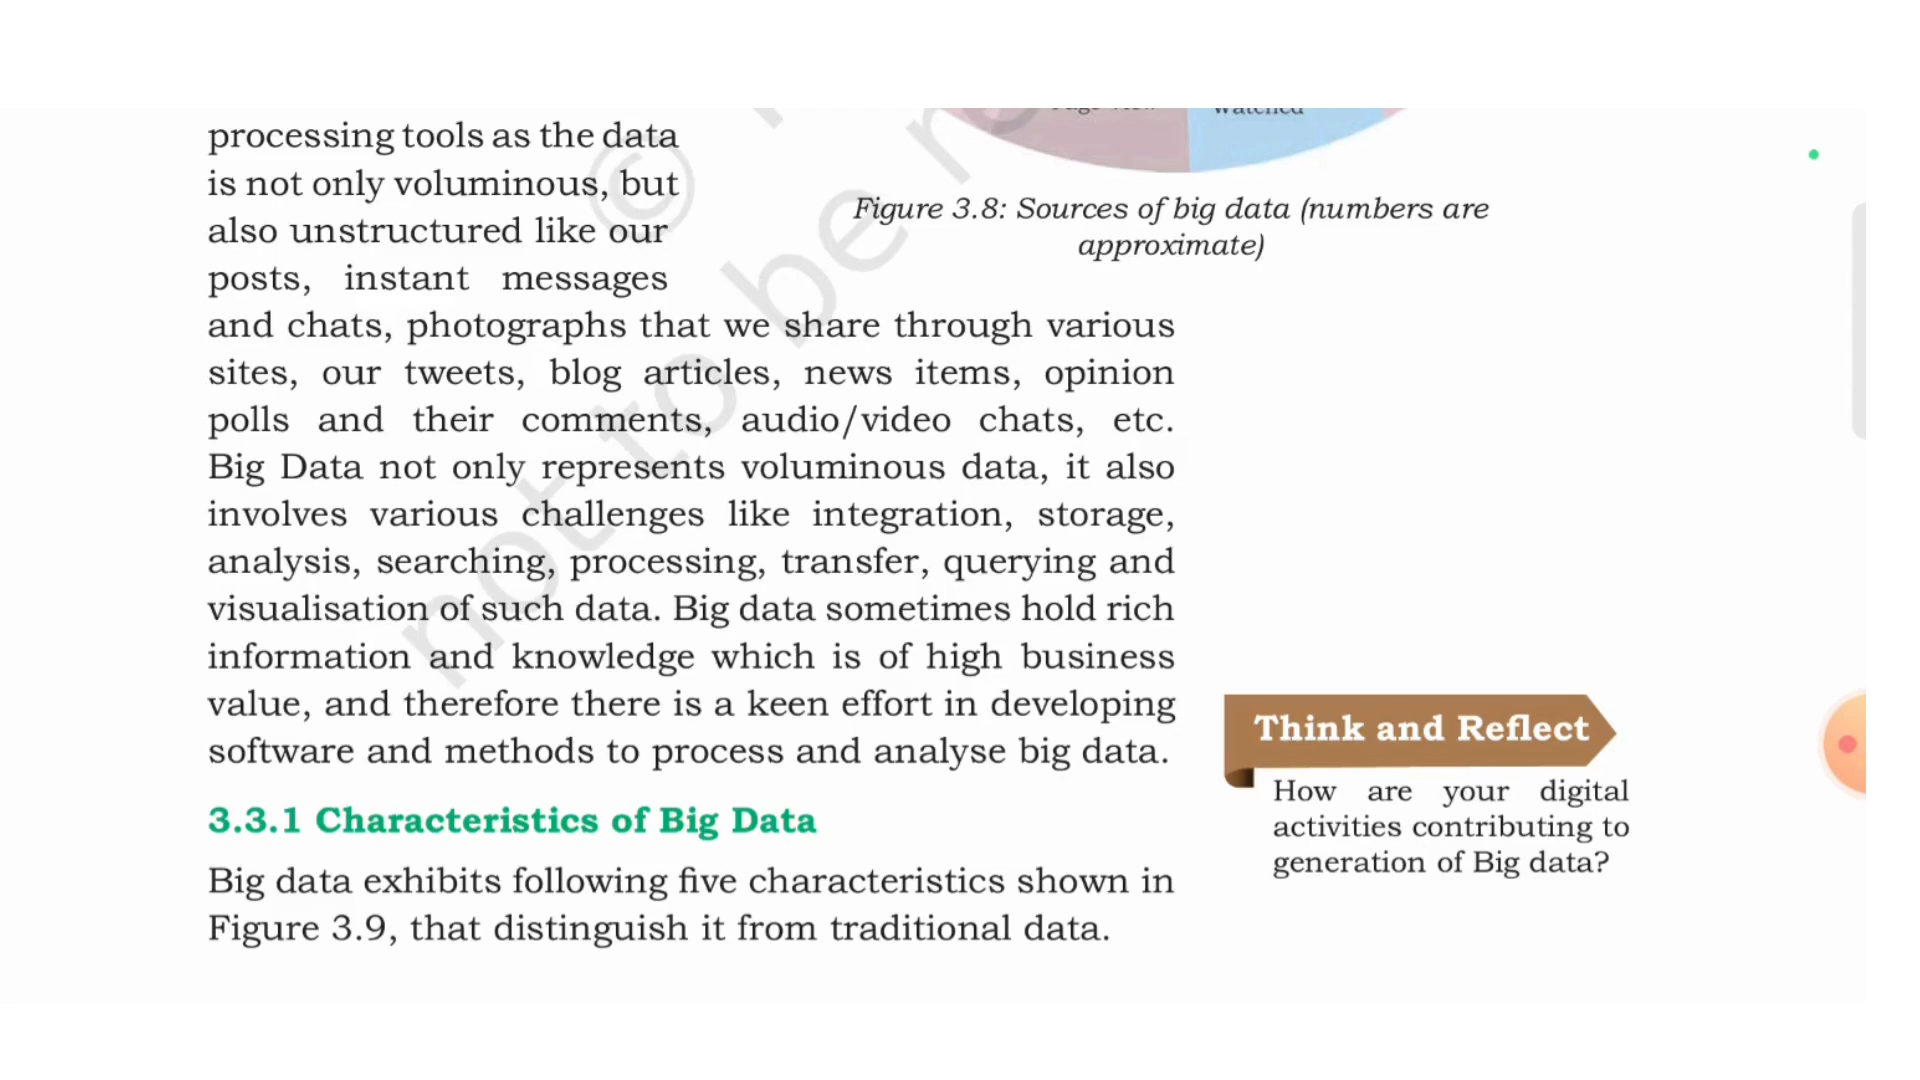 watched
processing tools as the data
is not only voluminous, but
also unstructured like our
posts, instant messages
Figure 3.8: Sources of big data (numbers are
approximate)
and chats, photographs that we share through various
sites, our tweets, blog articles, news items, opinion
polls and their comments, audio/video chats, etc.
Big Data not only represents voluminous data, it also
involves various challenges like integration, storage,
analysis, searching, processing, transfer, querying and
visualisation of such data. Big data sometimes hold rich
information and knowledge which is of high business
value, and therefore there is a keen effort in developing
software and methods to process and analyse big data.
3.3.1 Characteristics of Big Data
Big data exhibits following five characteristics shown in
Figure 3.9, that distinguish it from traditional data.
Think and Reflect
How are your digital
activities contributing to
generation of Big data?
©
not to be